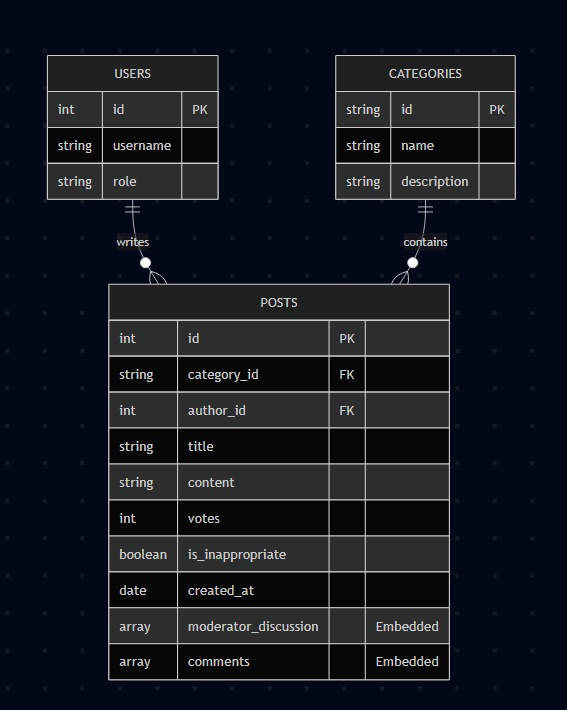 USERS
int id PK
string username
string role
CATEGORIES
string id PK
string name
string description
writes
contains
POSTS
int id PK
string category_id FK
int author_id FK
string title
string content
int votes
boolean is_inappropriate
date created_at
array moderator_discussion Embedded
array comments Embedded